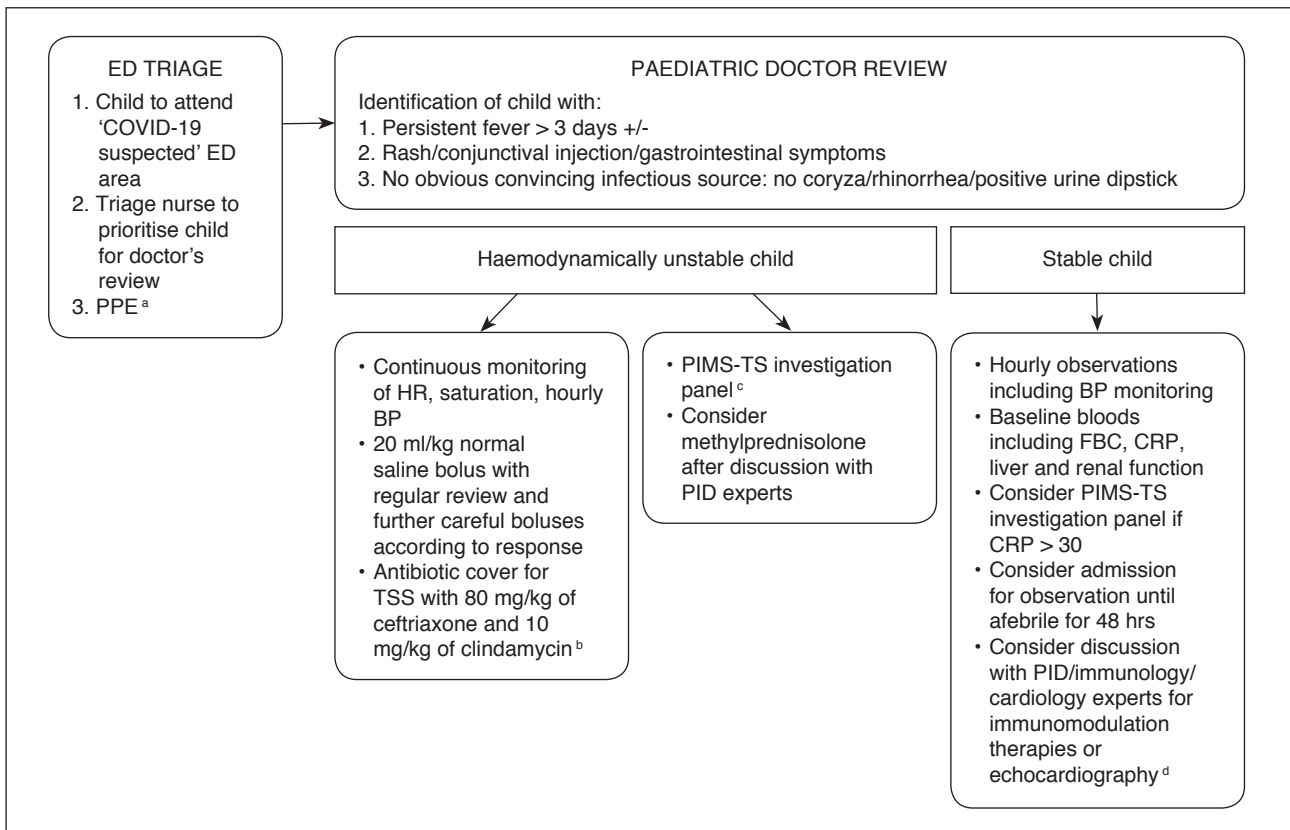 ED TRIAGE
1. Child to attend
‘COVID-19
suspected’ ED
area
2. Triage nurse to
prioritise child
for doctor’s
review
3. PPE a
PAEDIATRIC DOCTOR REVIEW
Identification of child with:
1. Persistent fever > 3 days +/-
2. Rash/conjunctival injection/gastrointestinal symptoms
3. No obvious convincing infectious source: no coryza/rhinorrhea/positive urine dipstick
Haemodynamically unstable child
Stable child
• Continuous monitoring
of HR, saturation, hourly
BP
• 20 ml/kg normal
saline bolus with
regular review and
further careful boluses
according to response
• Antibiotic cover for
TSS with 80 mg/kg of
ceftriaxone and 10
mg/kg of clindamycin b
• PIMS-TS investigation
panel c
• Consider
methylprednisolone
after discussion with
PID experts
• Hourly observations
including BP monitoring
• Baseline bloods
including FBC, CRP,
liver and renal function
• Consider PIMS-TS
investigation panel if
CRP > 30
• Consider admission
for observation until
afebrile for 48 hrs
• Consider discussion
with PID/immunology/
cardiology experts for
immunomodulation
therapies or
echocardiography d